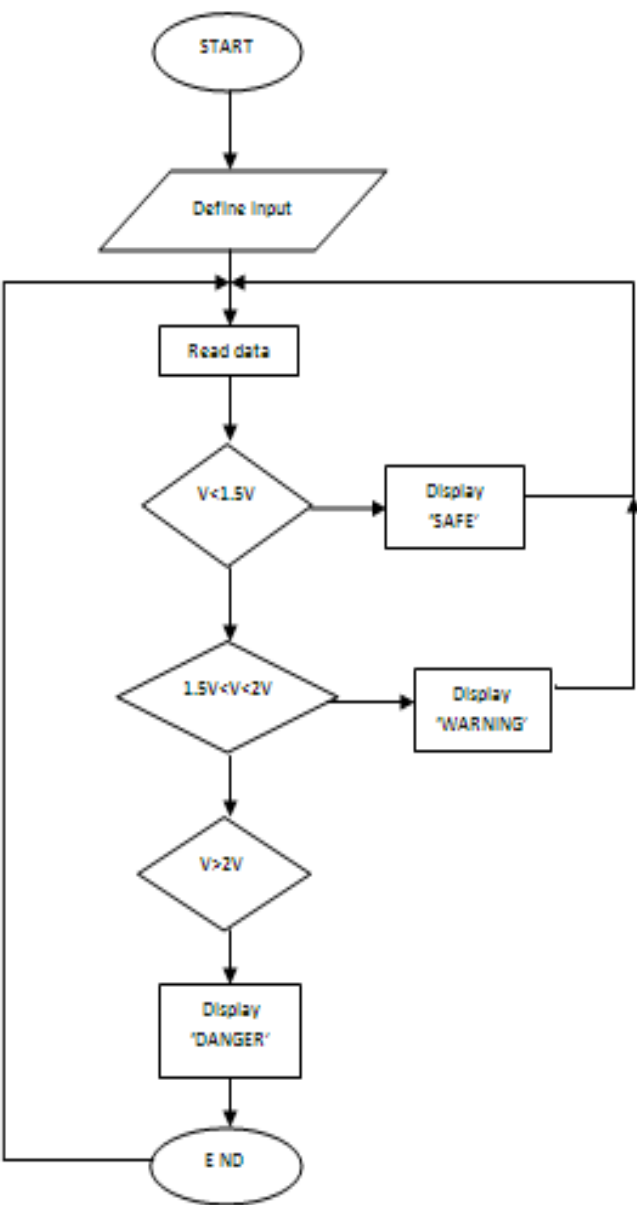 START
Define Input
Read data
V<1.5V
Display
'SAFE'
1.5V<V<2V
Display
'WARNING'
V>2V
Display
'DANGER'
E ND